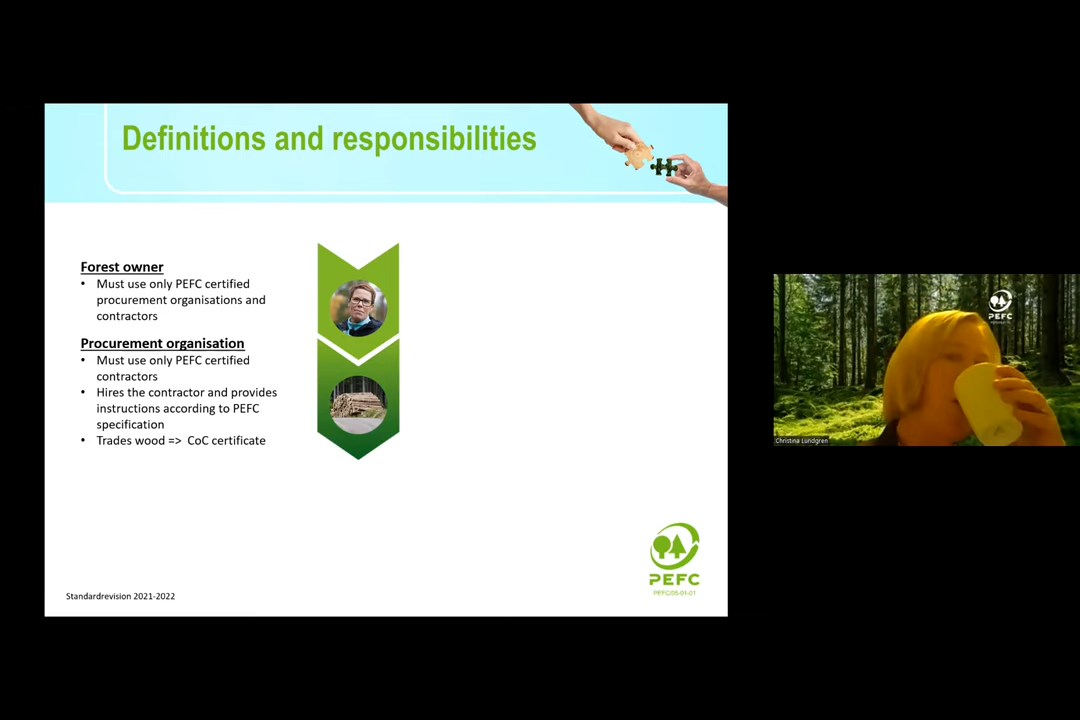 Definitions and responsibilities
Forest owner
• Must use only PEFC certified
procurement organisations and
contractors
Procurement organisation
• Must use only PEFC certified
contractors
• Hires the contractor and provides
instructions according to PEFC
specification
• Trades wood => CoC certificate
PEFC
PEFC/05-01-01
Standardrevision 2021-2022
PEFC
Christina Lundgren